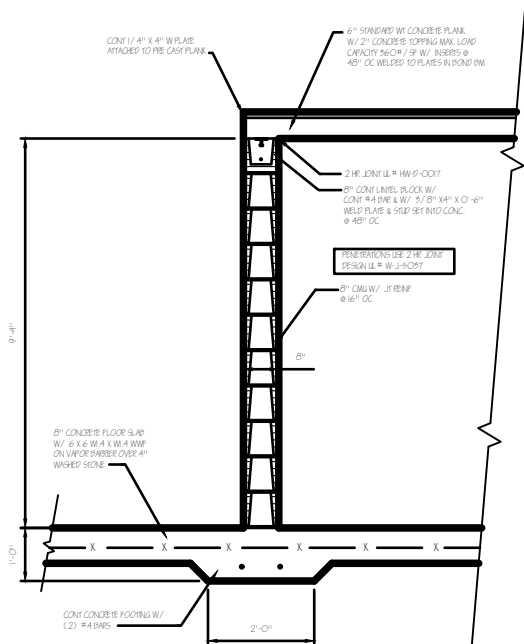 CONT 1/4" X 4" W PLATE
ATTACHED TO PRE CAST PLANK
6" STANDARD WT CONCRETE PLANK
W/ 2" CONCRETE TOPPING MAX. LOAD
CAPACITY 360#/SF W/ INSERTS @
48" OC WELDED TO PLATES IN BOND BM
2 HR JOINT UL # HW-D-0017
8" CONT LINTEL BLOCK W/
CONT #4 BAR & W/ 3/8" X4" X 0'-6"
WELD PLATE & STUD SET INTO CONC.
@ 48" OC
PENETRATIONS USE 2 HR JOINT
DESIGN UL # W-J-5037
8" CMU W/ JT REINF
@ 16" OC
9'-4"
8"
8" CONCRETE FLOOR SLAB
W/ 6 X 6 W1.4 X W1.4 WWF
ON VAPOR BARRIER OVER 4"
WASHED STONE
X X X X X X
1'-0"
CONT CONCRETE FOOTING W/
(2) #4 BARS
2'-0"